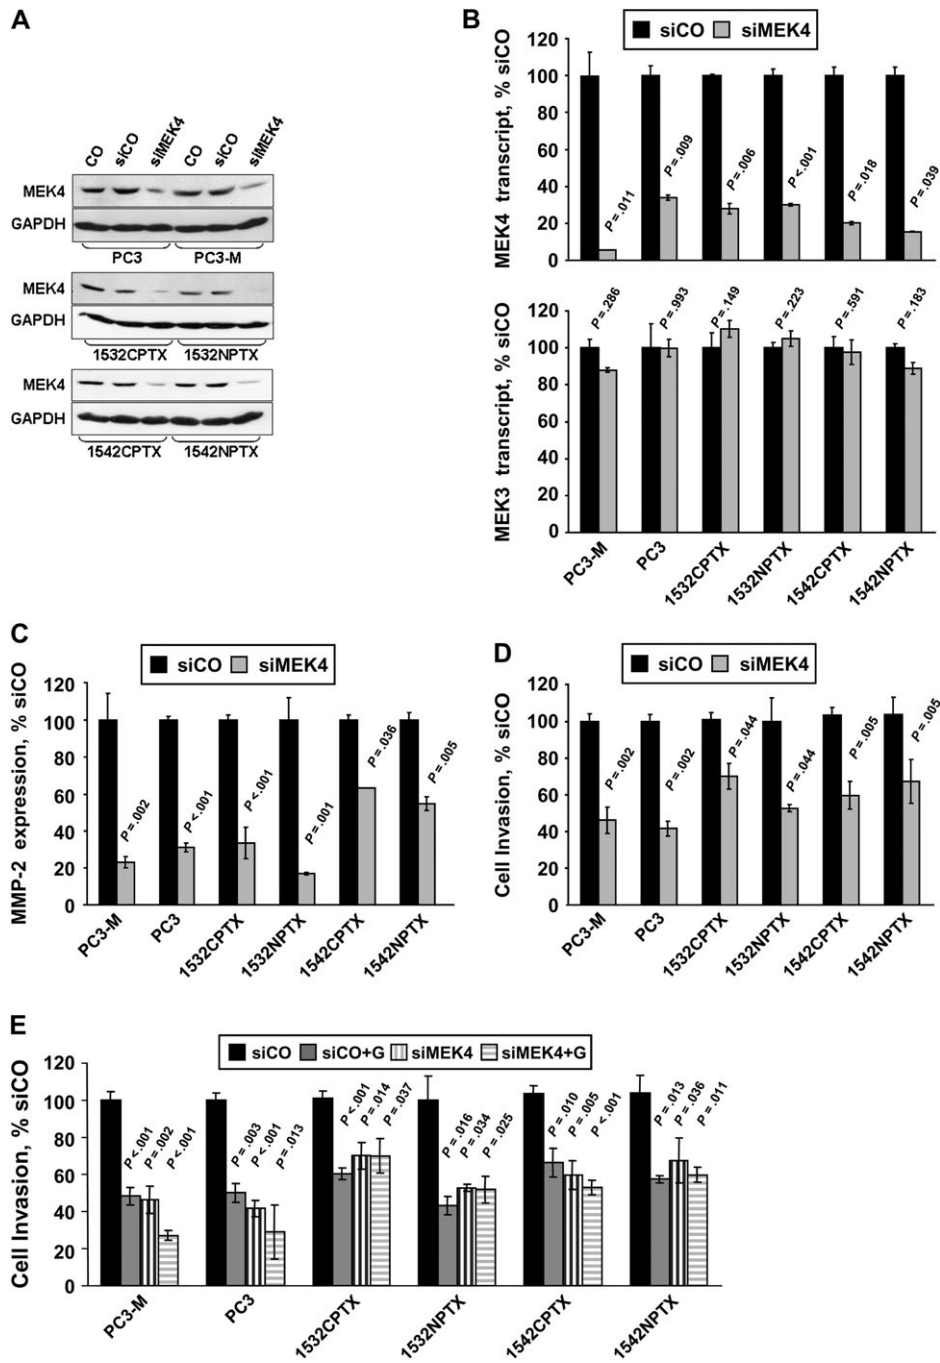 A
CO siCO siMEK4 CO siCO siMEK4
MEK4
GAPDH
PC3 PC3-M
MEK4
GAPDH
1532CPTX 1532NPTX
MEK4
GAPDH
1542CPTX 1542NPTX
B
siCO siMEK4
MEK4 transcript, % siCO
120
100
80
60
40
20
0
P=.011 P=.009 P=.006 P<.001 P=.018 P=.039
MEK3 transcript, % siCO
120
100
80
60
40
20
0
P=.286 P=.993 P=.149 P=.223 P=.591 P=.183
PC3-M PC3 1532CPTX 1532NPTX 1542CPTX 1542NPTX
C
siCO siMEK4
MMP-2 expression, % siCO
120
100
80
60
40
20
0
P=.002 P<.001 P<.001 P=.001 P=.036 P=.005
PC3-M PC3 1532CPTX 1532NPTX 1542CPTX 1542NPTX
D
siCO siMEK4
Cell Invasion, % siCO
120
100
80
60
40
20
0
P=.002 P=.002 P=.044 P=.044 P=.005 P=.005
PC3-M PC3 1532CPTX 1532NPTX 1542CPTX 1542NPTX
E
siCO siCO+G siMEK4 siMEK4+G
Cell Invasion, % siCO
120
100
80
60
40
20
0
P<.001 P=.002 P<.001 P=.003 P<.001 P=.013 P<.001 P=.014 P=.037 P=.016 P=.034 P=.025 P=.010 P=.005 P<.001 P=.013 P=.036 P=.011
PC3-M PC3 1532CPTX 1532NPTX 1542CPTX 1542NPTX